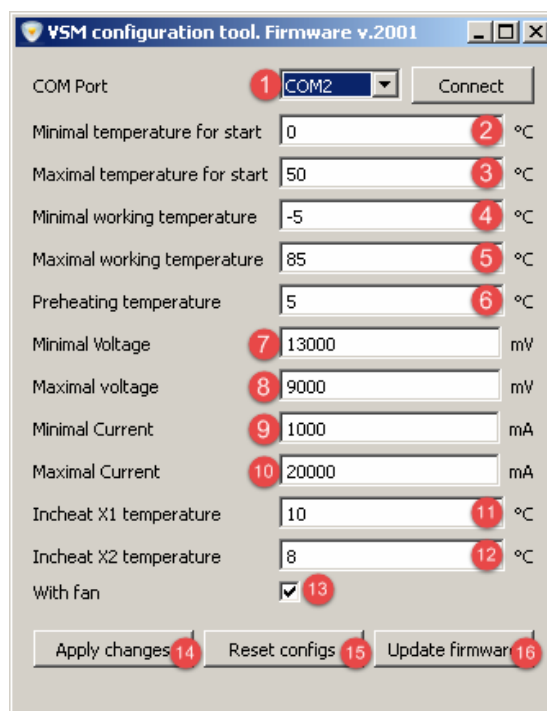 VSM configuration tool. Firmware v.2001
COM Port 1 COM2 Connect
Minimal temperature for start 0 2 °C
Maximal temperature for start 50 3 °C
Minimal working temperature -5 4 °C
Maximal working temperature 85 5 °C
Preheating temperature 5 6 °C
Minimal Voltage 7 13000 mV
Maximal voltage 8 9000 mV
Minimal Current 9 1000 mA
Maximal Current 10 20000 mA
Incheat X1 temperature 10 11 °C
Incheat X2 temperature 8 12 °C
With fan 13
Apply changes 14 Reset configs 15 Update firmware 16